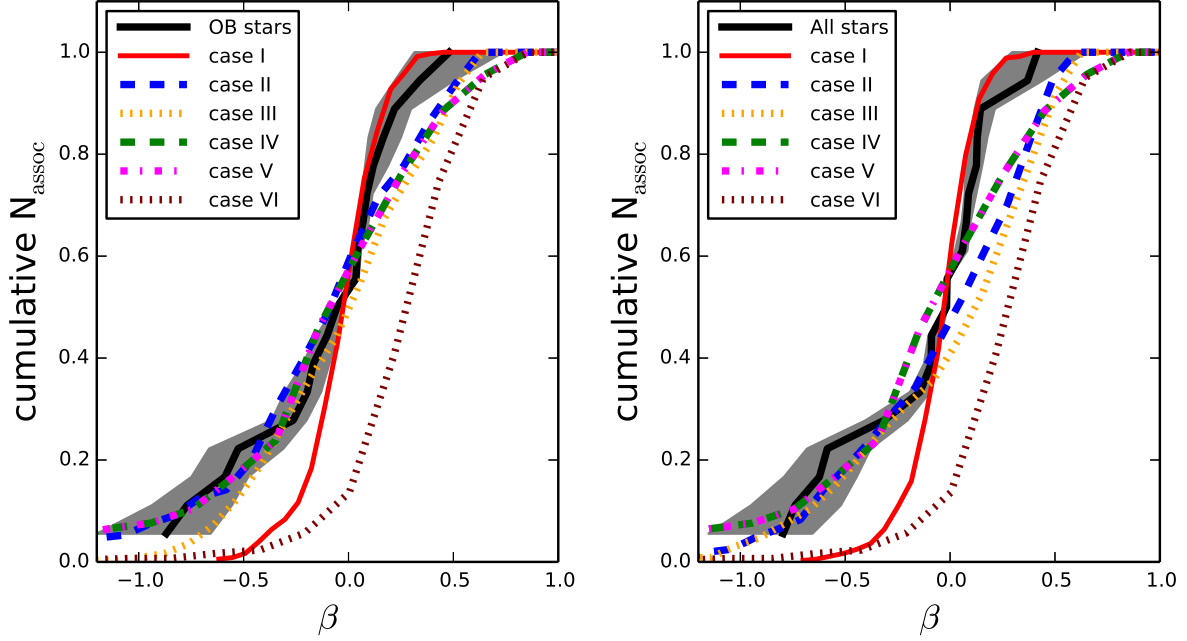 OB stars
case I
case II
case III
case IV
case V
case VI
cumulative N_assoc
1.0
0.8
0.6
0.4
0.2
0.0
−1.0 −0.5 0.0 0.5 1.0
β
All stars
case I
case II
case III
case IV
case V
case VI
cumulative N_assoc
1.0
0.8
0.6
0.4
0.2
0.0
−1.0 −0.5 0.0 0.5 1.0
β